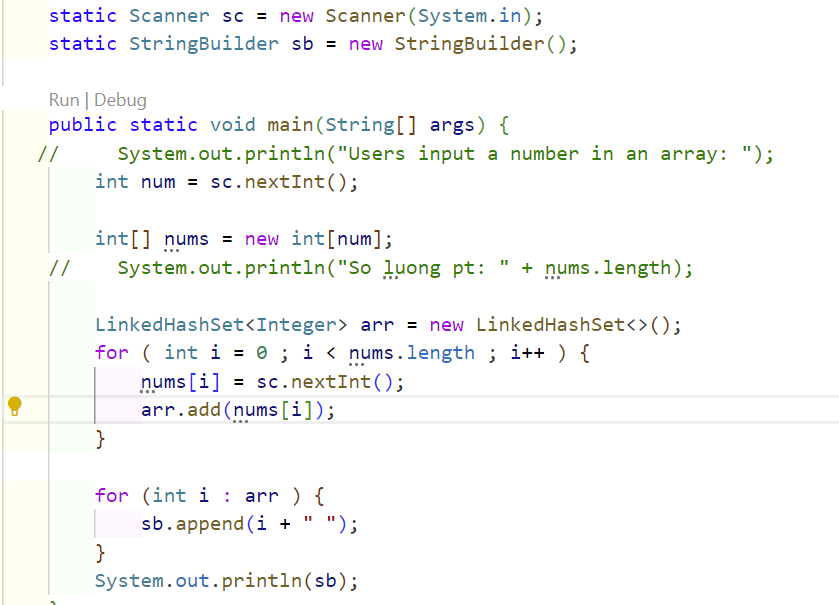 static Scanner sc = new Scanner(System.in);
static StringBuilder sb = new StringBuilder();
Run | Debug
public static void main(String[] args) {
//     System.out.println("Users input a number in an array: ");
int num = sc.nextInt();
int[] nums = new int[num];
//     System.out.println("So luong pt: " + nums.length);
LinkedHashSet<Integer> arr = new LinkedHashSet<>();
for ( int i = 0 ; i < nums.length ; i++ ) {
nums[i] = sc.nextInt();
arr.add(nums[i]);
}
for (int i : arr ) {
sb.append(i + " ");
}
System.out.println(sb);